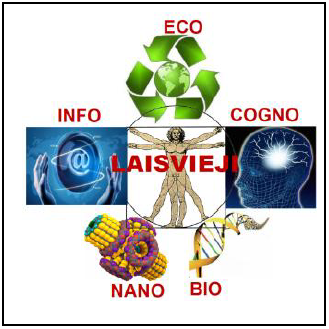 ECO
INFO
COGNO
@
LAISVIEJI
NANO
BIO